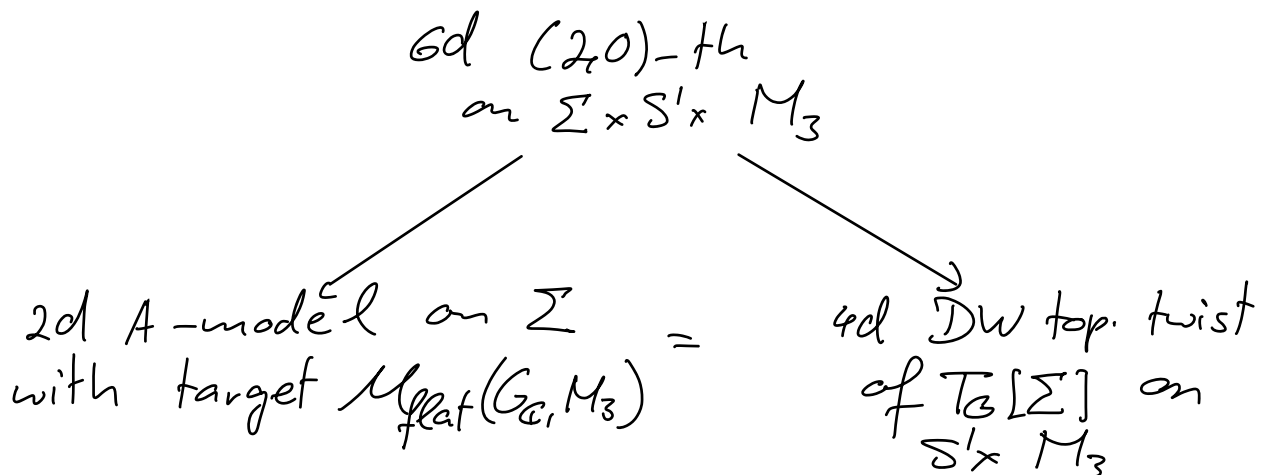 6d (2,0)-th
on Σ × S¹ × M₃
2d A-model on Σ = 4d DW top. twist
with target M_flat(G_ℂ, M₃) of T_G[Σ] on
S¹ × M₃